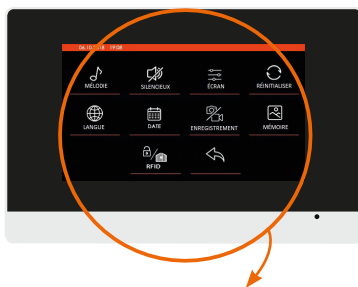 MÉLODIE SILENCIEUX ÉCRAN RÉINITIALISER
LANGUE DATE ENREGISTREMENT MÉMOIRE
RFID